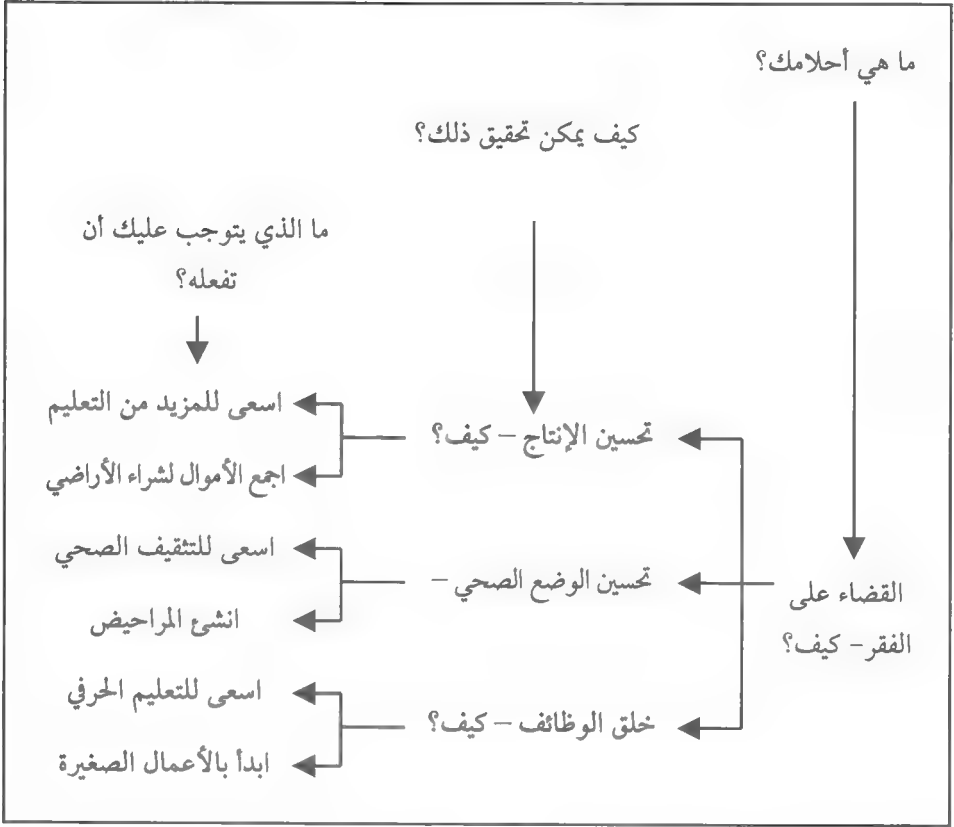 ما هي أحلامك؟
كيف يمكن تحقيق ذلك؟
ما الذي يتوجب عليك أن
تفعله؟
اسعى للمزيد من التعليم
تحسين الإنتاج – كيف؟
اجمع الأموال لشراء الأراضي
اسعى للتثقيف الصحي
تحسين الوضع الصحي –
القضاء على
الفقر – كيف؟
انشئ المراحيض
اسعى للتعليم الحرفي
خلق الوظائف – كيف؟
ابدأ بالأعمال الصغيرة